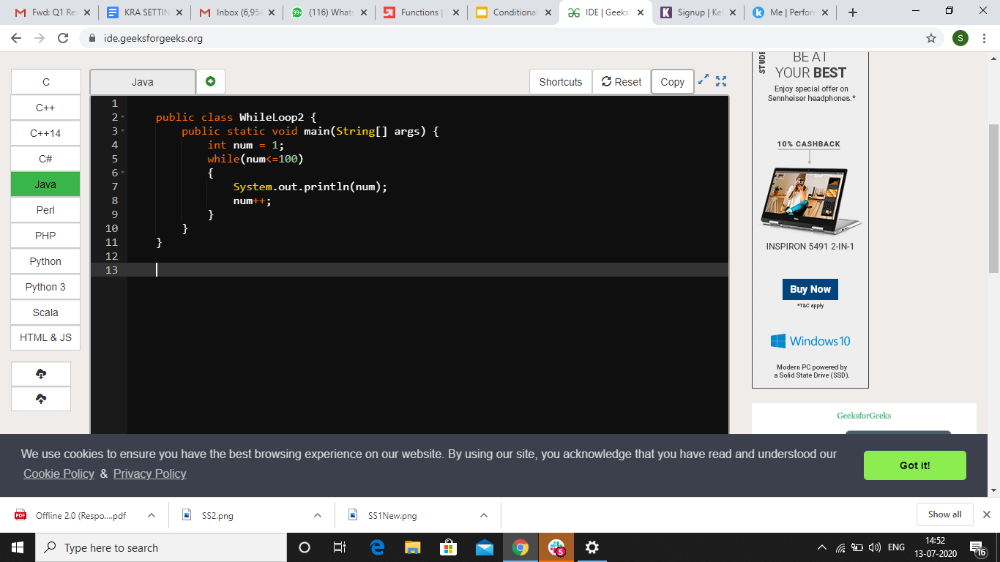 Fwd: Q1 Re
KRA SETTIN
Inbox (6,95
(116) Whats
Functions |
Conditional
IDE | Geeks
Signup | Ke
Me | Perfor
ide.geeksforgeeks.org
S
C
C++
C++14
C#
Java
Perl
PHP
Python
Python 3
Scala
HTML & JS
Java
Shortcuts
Reset
Copy
1
2 public class WhileLoop2 {
3 public static void main(String[] args) {
4 int num = 1;
5 while(num<=100)
6 {
7 System.out.println(num);
8 num++;
9 }
10 }
11 }
12
13
BE AT
YOUR BEST
Enjoy special offer on
Sennheiser headphones.*
10% CASHBACK
INSPIRON 5491 2-IN-1
Buy Now
*T&C apply
Windows 10
Modern PC powered by
a Solid State Drive (SSD).
GeeksforGeeks
We use cookies to ensure you have the best browsing experience on our website. By using our site, you acknowledge that you have read and understood our
Cookie Policy & Privacy Policy
Got it!
PDF
Offline 2.0 (Respo....pdf
SS2.png
SS1New.png
Show all
Type here to search
5
ENG
14:52
13-07-2020
16